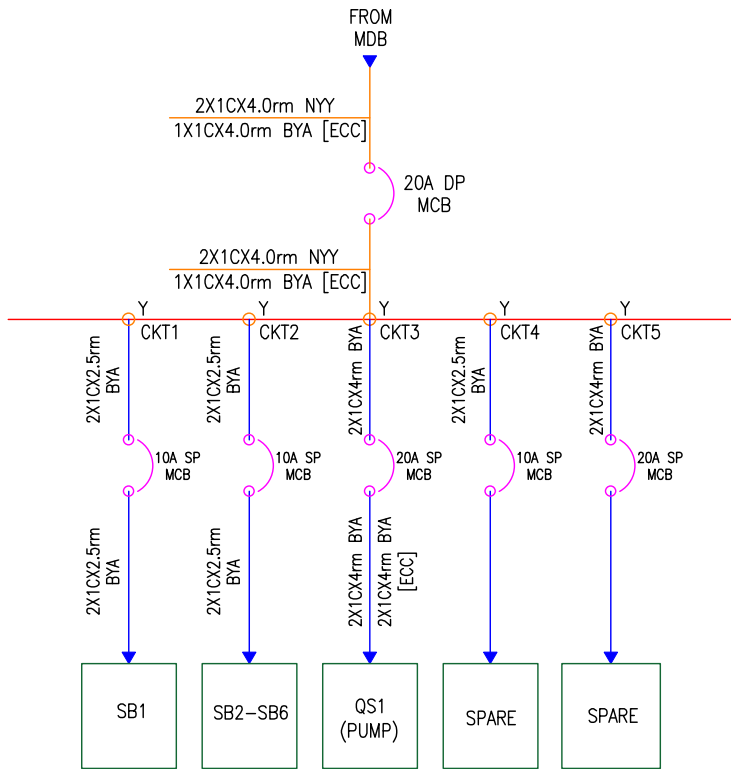 FROM
MDB
2X1CX4.0rm NYY
1X1CX4.0rm BYA [ECC]
20A DP
MCB
2X1CX4.0rm NYY
1X1CX4.0rm BYA [ECC]
Y
CKT1
Y
CKT2
Y
CKT3
Y
CKT4
Y
CKT5
2X1CX2.5rm
BYA
2X1CX2.5rm
BYA
2X1CX4rm BYA
2X1CX2.5rm
BYA
2X1CX4rm BYA
10A SP
MCB
10A SP
MCB
20A SP
MCB
10A SP
MCB
20A SP
MCB
2X1CX2.5rm
BYA
2X1CX2.5rm
BYA
2X1CX4rm BYA
2X1CX4rm BYA
[ECC]
SB1
SB2-SB6
QS1
(PUMP)
SPARE
SPARE